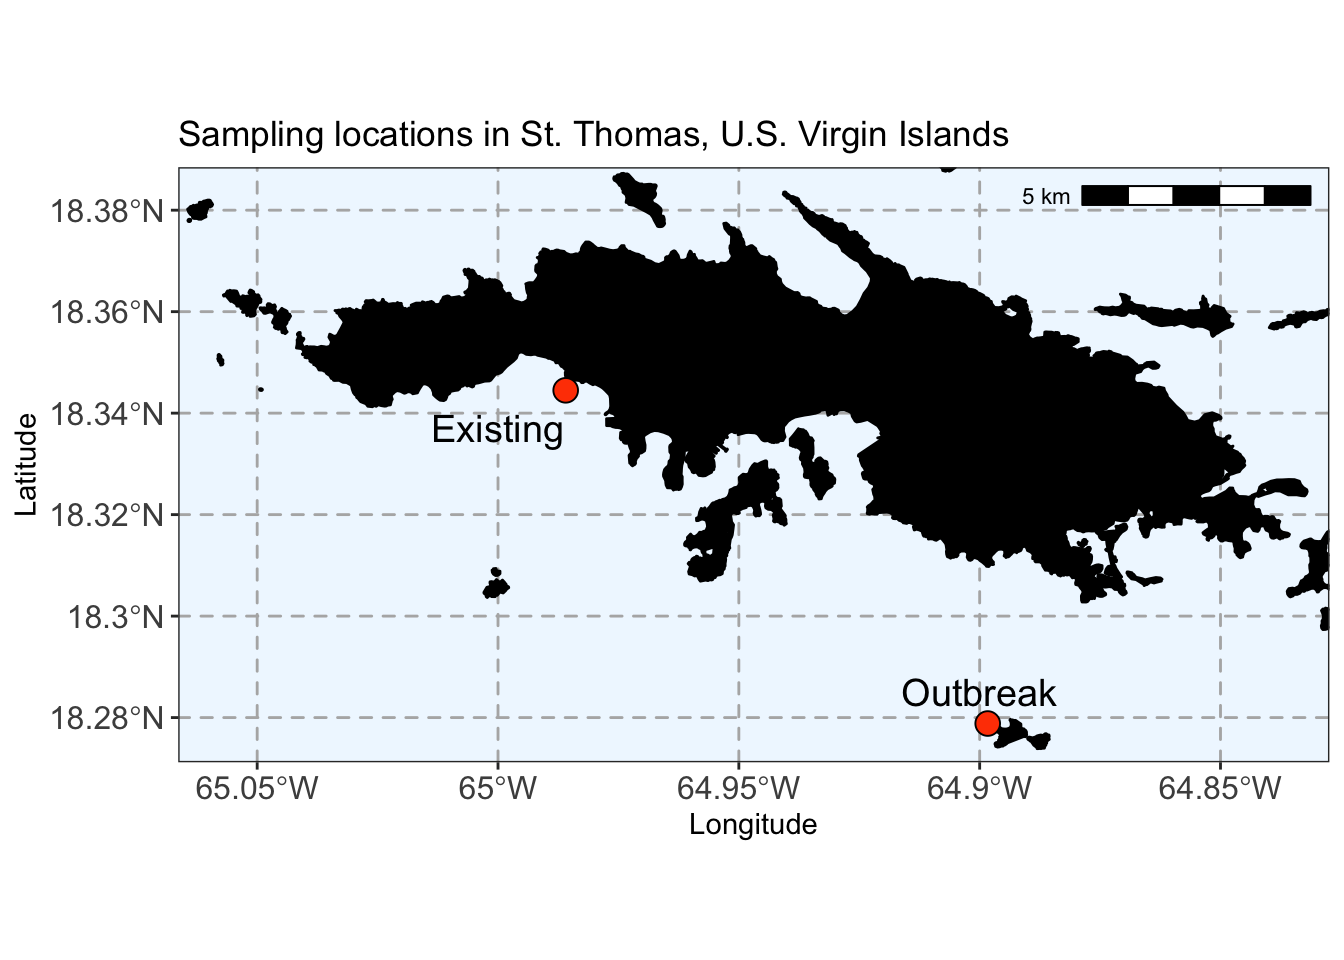 Sampling locations in St. Thomas, U.S. Virgin Islands
5 km
18.38°N
18.36°N
18.34°N
Existing
18.32°N
18.3°N
Outbreak
18.28°N
65.05°W 65°W 64.95°W 64.9°W 64.85°W
Longitude
Latitude